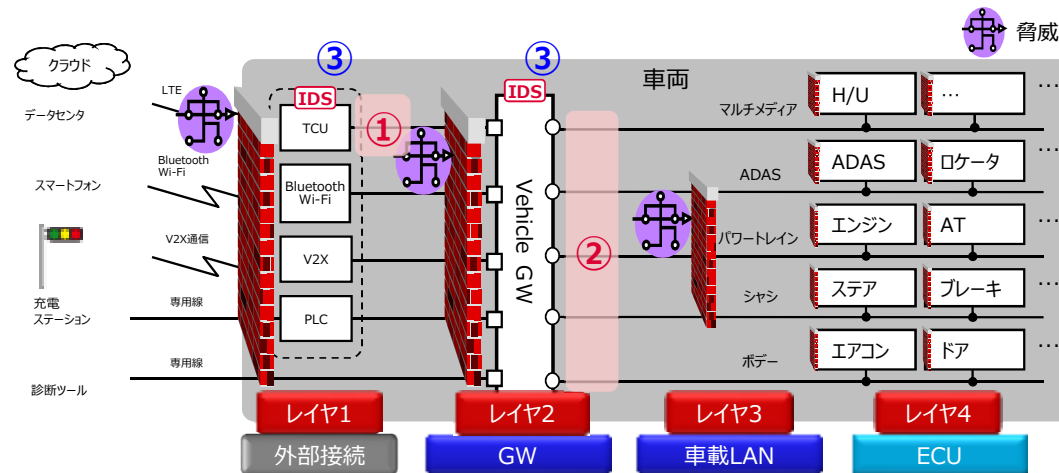 脅威
クラウド
③
③
車両
データセンタ
LTE
IDS
TCU
①
IDS
マルチメディア
H/U
…
…
スマートフォン
Bluetooth
Wi-Fi
Bluetooth
Wi-Fi
Vehicle GW
ADAS
ADAS
ロケータ
…
V2X通信
V2X
②
パワートレイン
エンジン
AT
…
充電
ステーション
専用線
PLC
シャシ
ステア
ブレーキ
…
診断ツール
専用線
ボデー
エアコン
ドア
…
レイヤ1
レイヤ2
レイヤ3
レイヤ4
外部接続
GW
車載LAN
ECU